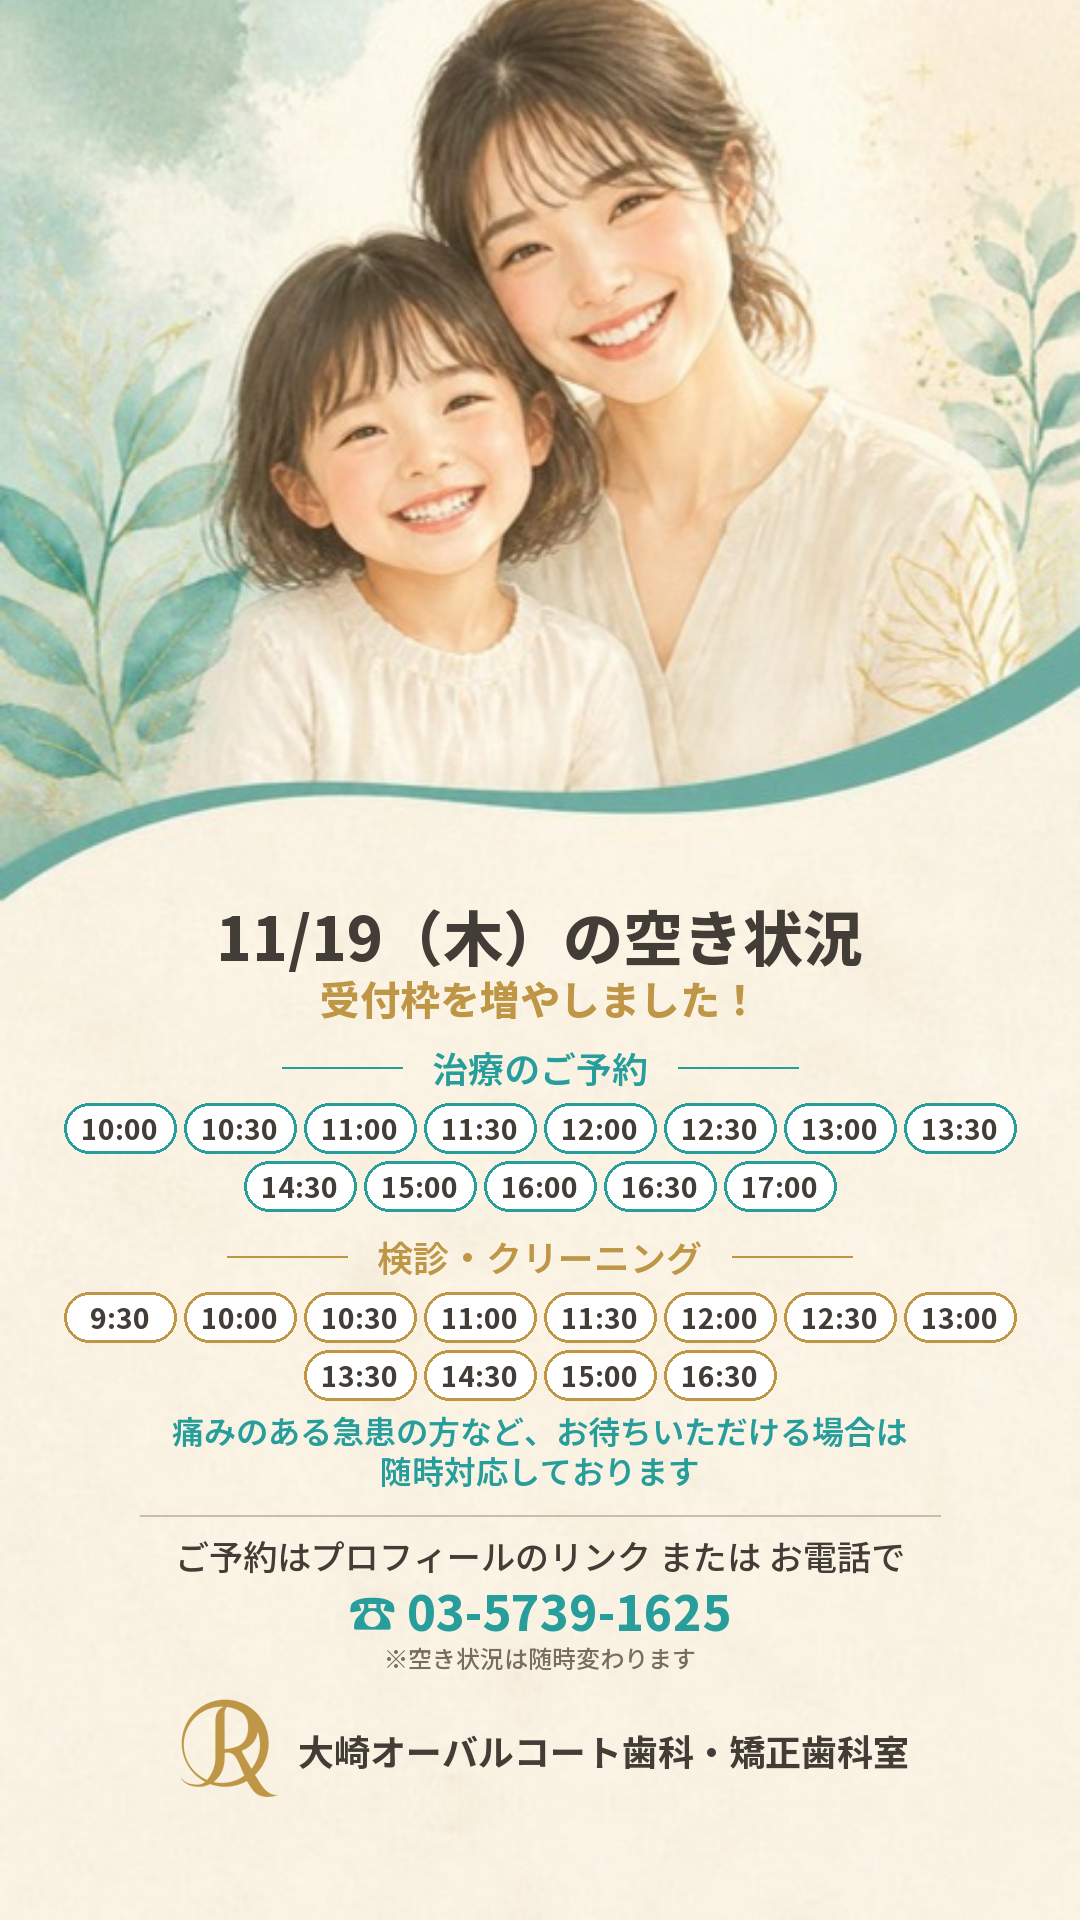 11/19（木）の空き状況
受付枠を増やしました！
治療のご予約
10:00 10:30 11:00 11:30 12:00 12:30 13:00 13:30
14:30 15:00 16:00 16:30 17:00
検診・クリーニング
9:30 10:00 10:30 11:00 11:30 12:00 12:30 13:00
13:30 14:30 15:00 16:30
痛みのある急患の方など、お待ちいただける場合は
随時対応しております
ご予約はプロフィールのリンク または お電話で
☎ 03-5739-1625
※空き状況は随時変わります
大崎オーバルコート歯科・矯正歯科室